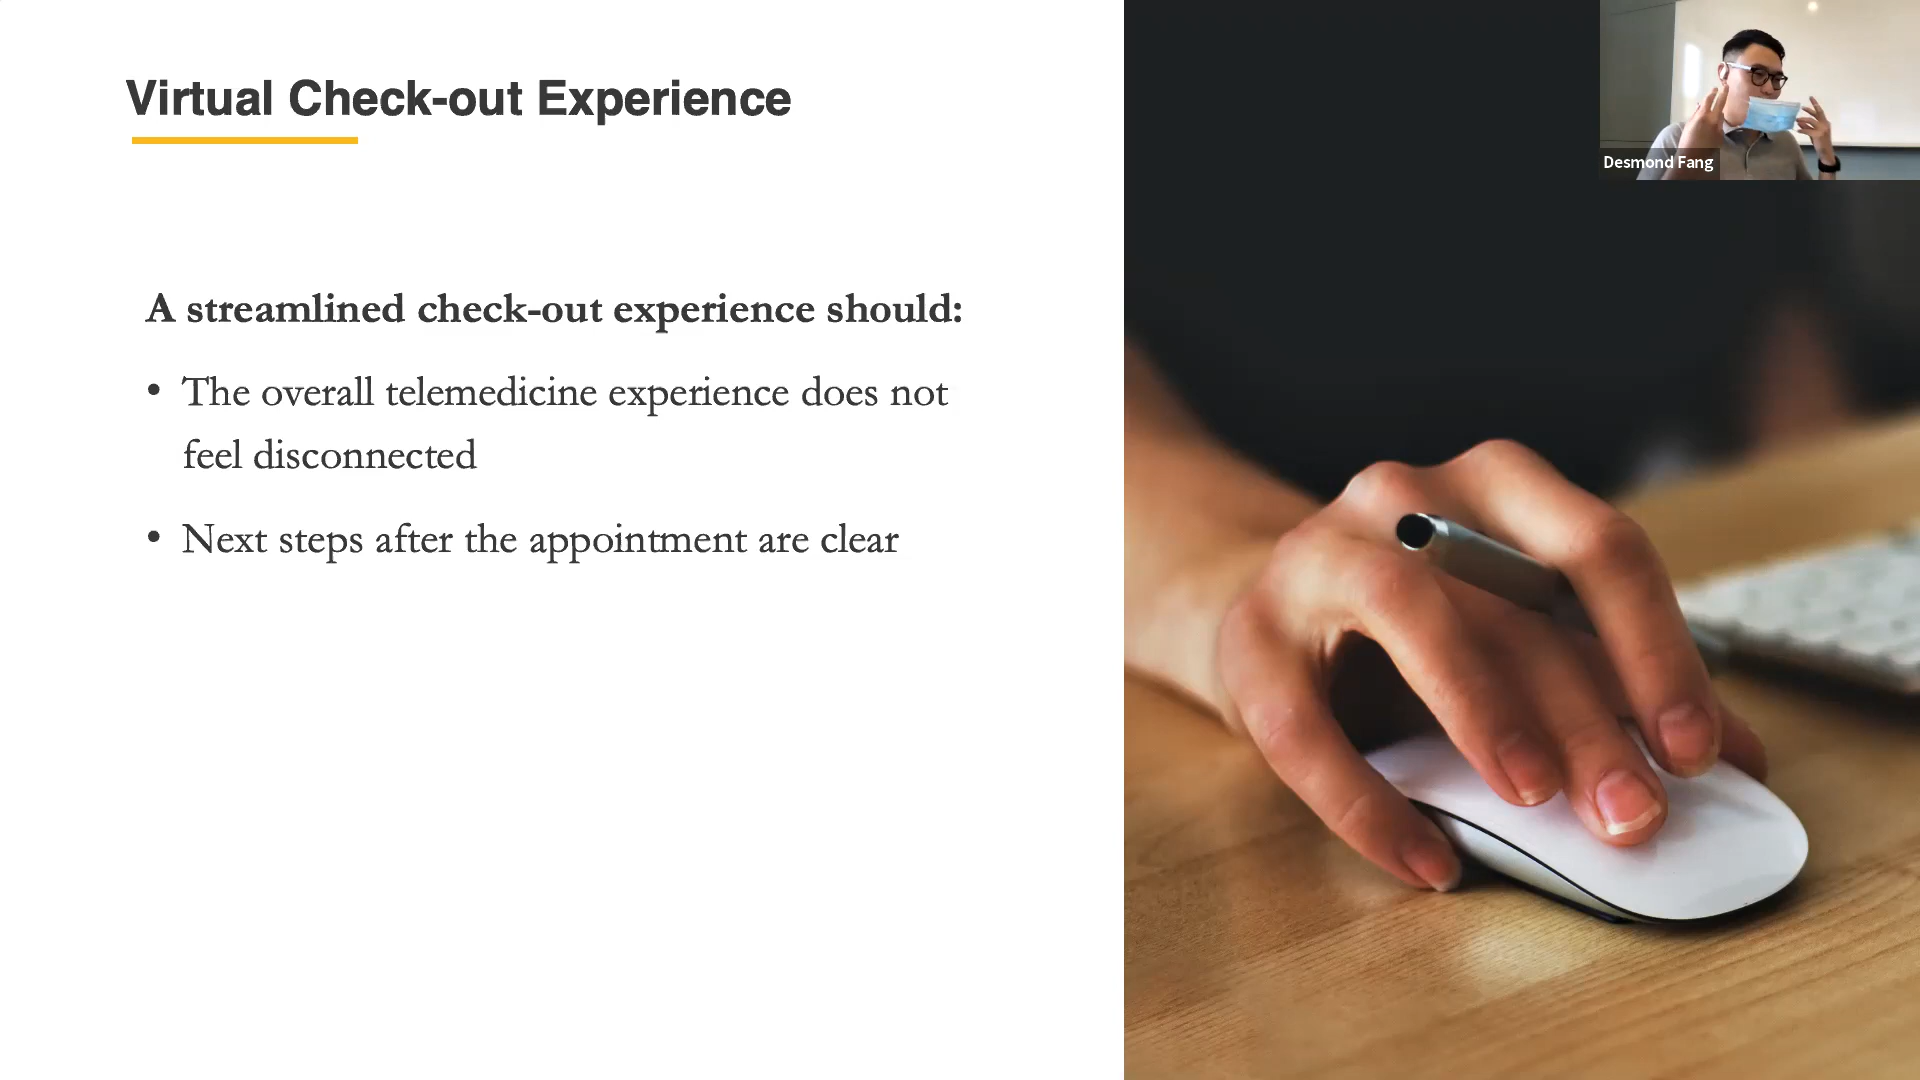 Virtual Check-out Experience
Desmond Fang
A streamlined check-out experience should:
• The overall telemedicine experience does not
feel disconnected
• Next steps after the appointment are clear